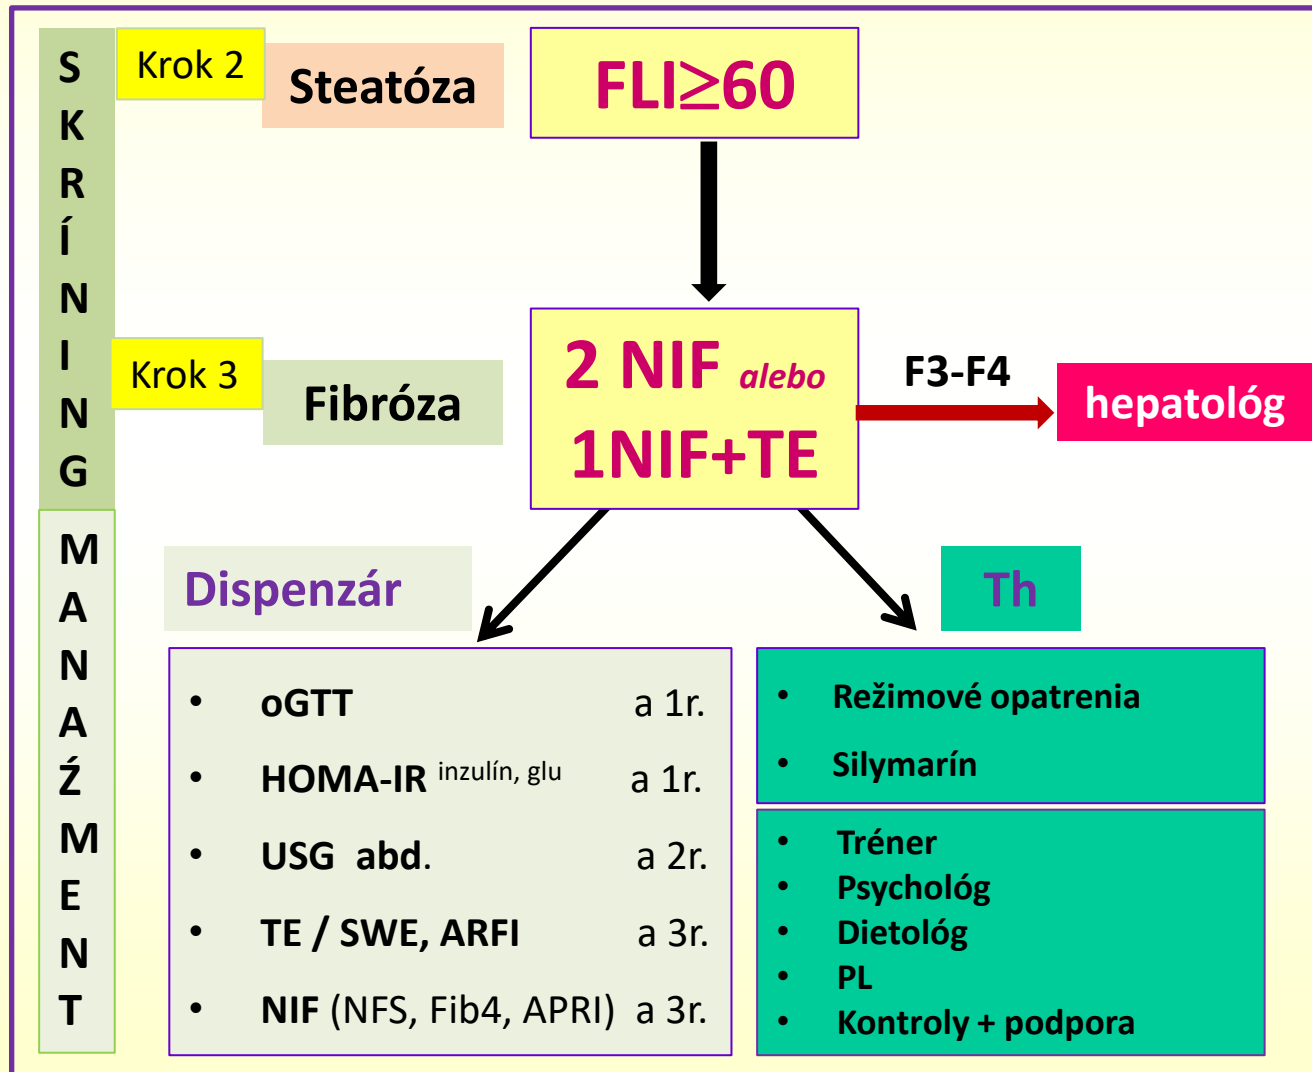 SKRÍNING
Krok 2
Steatóza
FLI≥60
Krok 3
Fibróza
2 NIF alebo
1NIF+TE
F3-F4
hepatológ
MANAŹMENT
Dispenzár
• oGTT a 1r.
• HOMA-IR inzulín, glu a 1r.
• USG abd. a 2r.
• TE / SWE, ARFI a 3r.
• NIF (NFS, Fib4, APRI) a 3r.
Th
• Režimové opatrenia
• Silymarín
• Tréner
• Psychológ
• Dietológ
• PL
• Kontroly + podpora